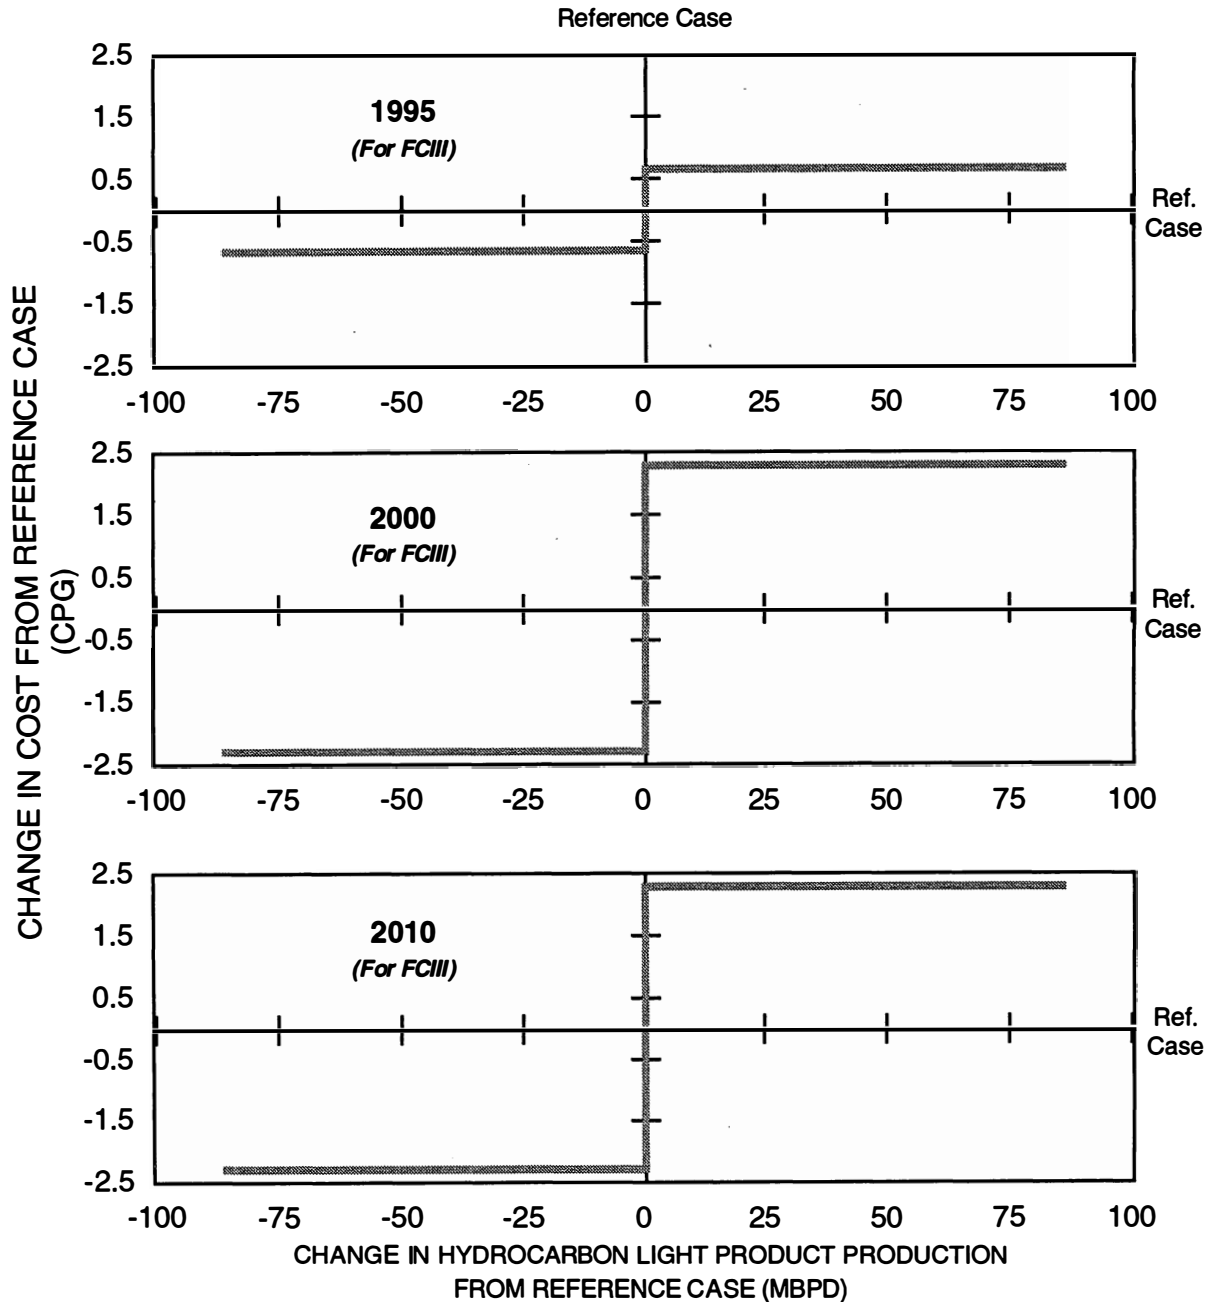 Reference Case
2.5
1995
1.5
(For FCIII)
0.5
Ref.
Case
-0.5
-1.5
-2.5
-100 -75 -50 -25 0 25 50 75 100
2.5
2000
1.5
(For FCIII)
0.5
Ref.
Case
-0.5
-1.5
-2.5
-100 -75 -50 -25 0 25 50 75 100
2.5
2010
1.5
(For FCIII)
0.5
Ref.
Case
-0.5
-1.5
-2.5
-100 -75 -50 -25 0 25 50 75 100
CHANGE IN COST FROM REFERENCE CASE
(CPG)
CHANGE IN HYDROCARBON LIGHT PRODUCT PRODUCTION
FROM REFERENCE CASE (MBPD)